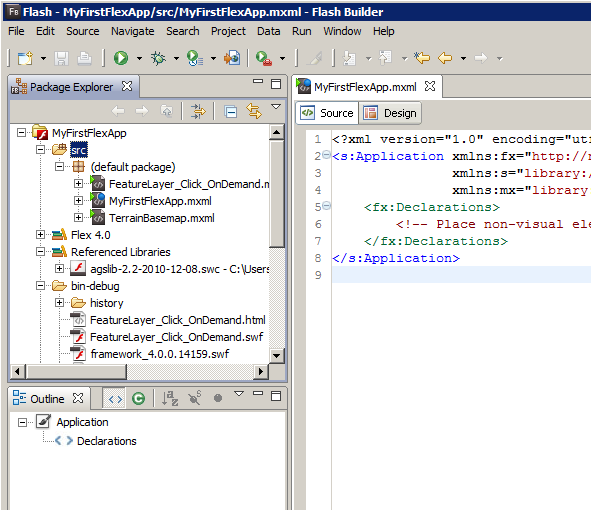 Flash - MyFirstFlexApp/src/MyFirstFlexApp.mxml - Flash Builder
File Edit Source Navigate Search Project Data Run Window Help
Package Explorer
MyFirstFlexApp
src
(default package)
FeatureLayer_Click_OnDemand.m
MyFirstFlexApp.mxml
TerrainBasemap.mxml
Flex 4.0
Referenced Libraries
agslib-2.2-2010-12-08.swc - C:\Users
bin-debug
history
FeatureLayer_Click_OnDemand.html
FeatureLayer_Click_OnDemand.swf
framework_4.0.0.14159.swf
Outline
Application
Declarations
MyFirstFlexApp.mxml
Source Design
1 <?xml version="1.0" encoding="ut
2 <s:Application xmlns:fx="http://
3 xmlns:s="library:/
4 xmlns:mx="library
5 <fx:Declarations>
6 <!-- Place non-visual ele
7 </fx:Declarations>
8 </s:Application>
9